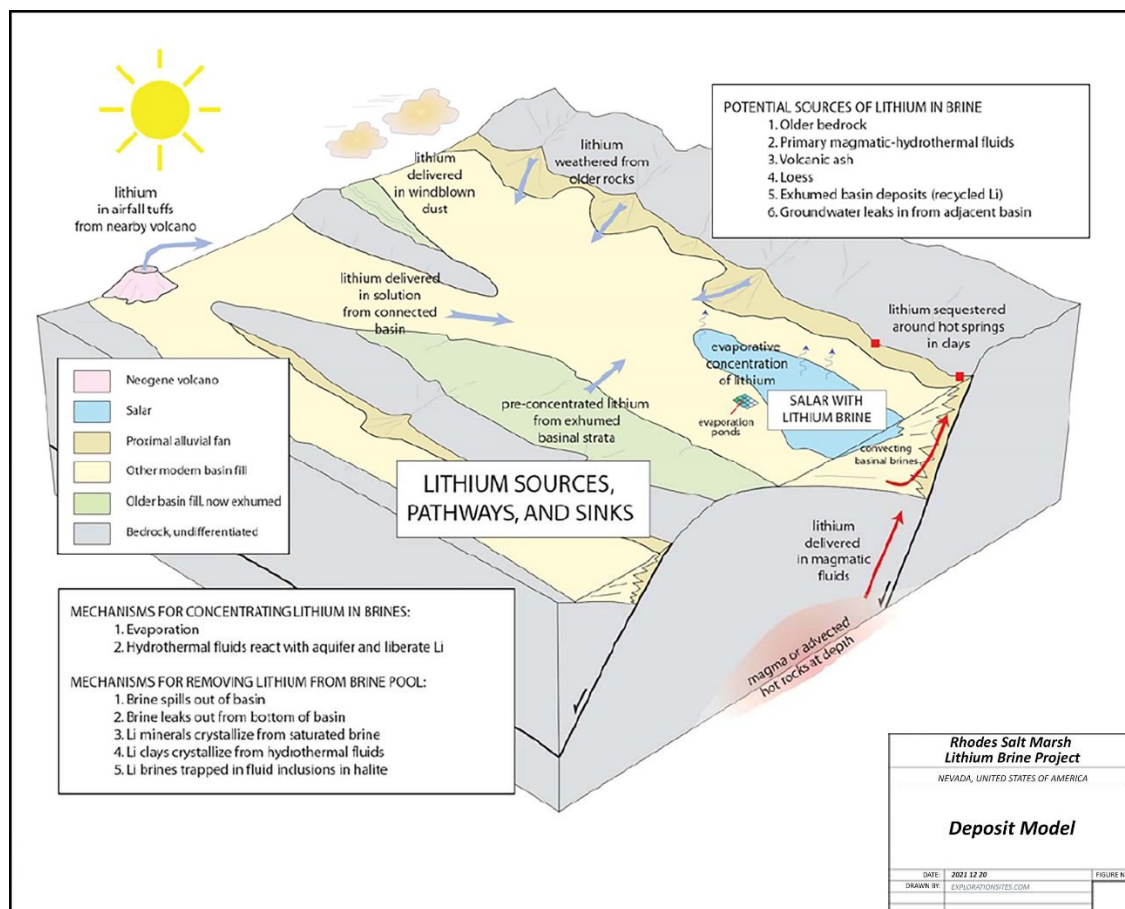 POTENTIAL SOURCES OF LITHIUM IN BRINE
1. Older bedrock
2. Primary magmatic-hydrothermal fluids
3. Volcanic ash
4. Loess
5. Exhumed basin deposits (recycled Li)
6. Groundwater leaks in from adjacent basin
lithium
in airfall tuffs
from nearby volcano
lithium
delivered
in windblown
dust
lithium
weathered from
older rocks
lithium delivered
in solution
from connected
basin
lithium sequestered
around hot springs
in clays
evaporative
concentration
of lithium
SALAR WITH
LITHIUM BRINE
evaporation
ponds
pre-concentrated lithium
from exhumed
basinal strata
convecting
basinal brines
Neogene volcano
Salar
Proximal alluvial fan
Other modern basin fill
Older basin fill, now exhumed
Bedrock, undifferentiated
LITHIUM SOURCES,
PATHWAYS, AND SINKS
lithium
delivered
in magmatic
fluids
magma or advected
hot rocks at depth
MECHANISMS FOR CONCENTRATING LITHIUM IN BRINES:
1. Evaporation
2. Hydrothermal fluids react with aquifer and liberate Li
MECHANISMS FOR REMOVING LITHIUM FROM BRINE POOL:
1. Brine spills out of basin
2. Brine leaks out from bottom of basin
3. Li minerals crystallize from saturated brine
4. Li clays crystallize from hydrothermal fluids
5. Li brines trapped in fluid inclusions in halite
Rhodes Salt Marsh
Lithium Brine Project
NEVADA, UNITED STATES OF AMERICA
Deposit Model
DATE: 2021 12 20 FIGURE N
DRAWN BY: EXPLORATIONSITES.COM